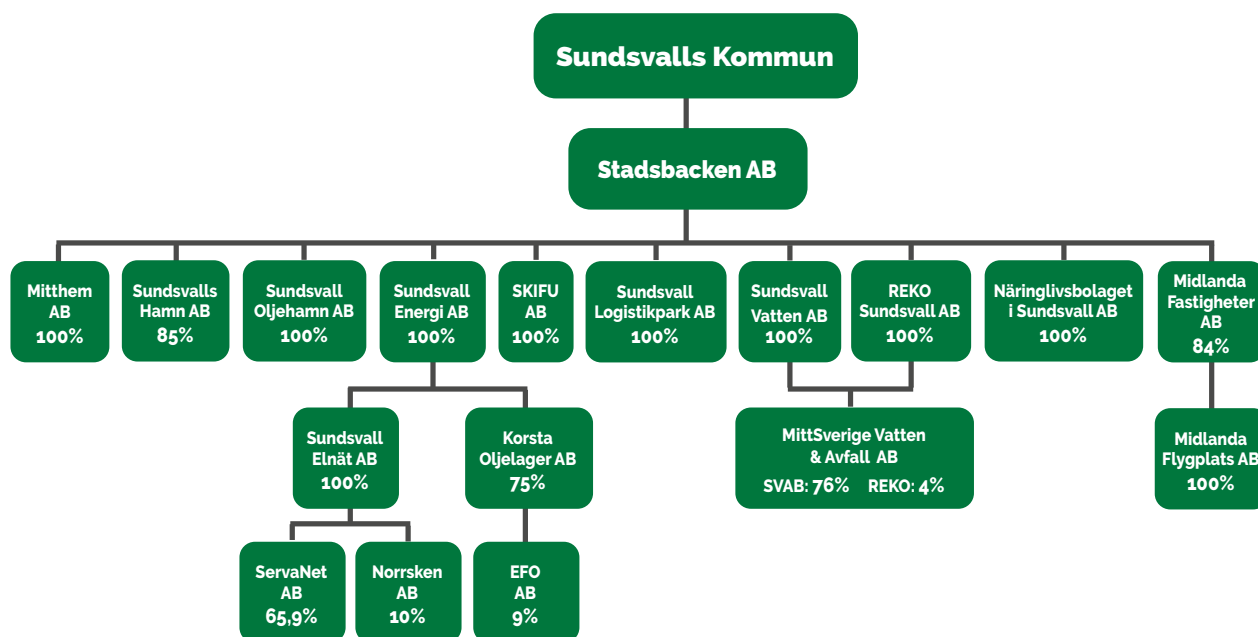 Sundsvalls Kommun
Stadsbacken AB
Mitthem
AB
100%
Sundsvalls
Hamn AB
85%
Sundsvall
Oljehamn AB
100%
Sundsvall
Energi AB
100%
SKIFU
AB
100%
Sundsvall
Logistikpark AB
100%
Sundsvall
Vatten AB
100%
REKO
Sundsvall AB
100%
Näringlivsbolaget
i Sundsvall AB
100%
Midlanda
Fastigheter
AB
84%
Sundsvall
Elnät AB
100%
Korsta
Oljelager AB
75%
MittSverige Vatten
& Avfall AB
SVAB: 76% REKO: 4%
Midlanda
Flygplats AB
100%
ServaNet
AB
65,9%
Norrsken
AB
10%
EFO
AB
9%